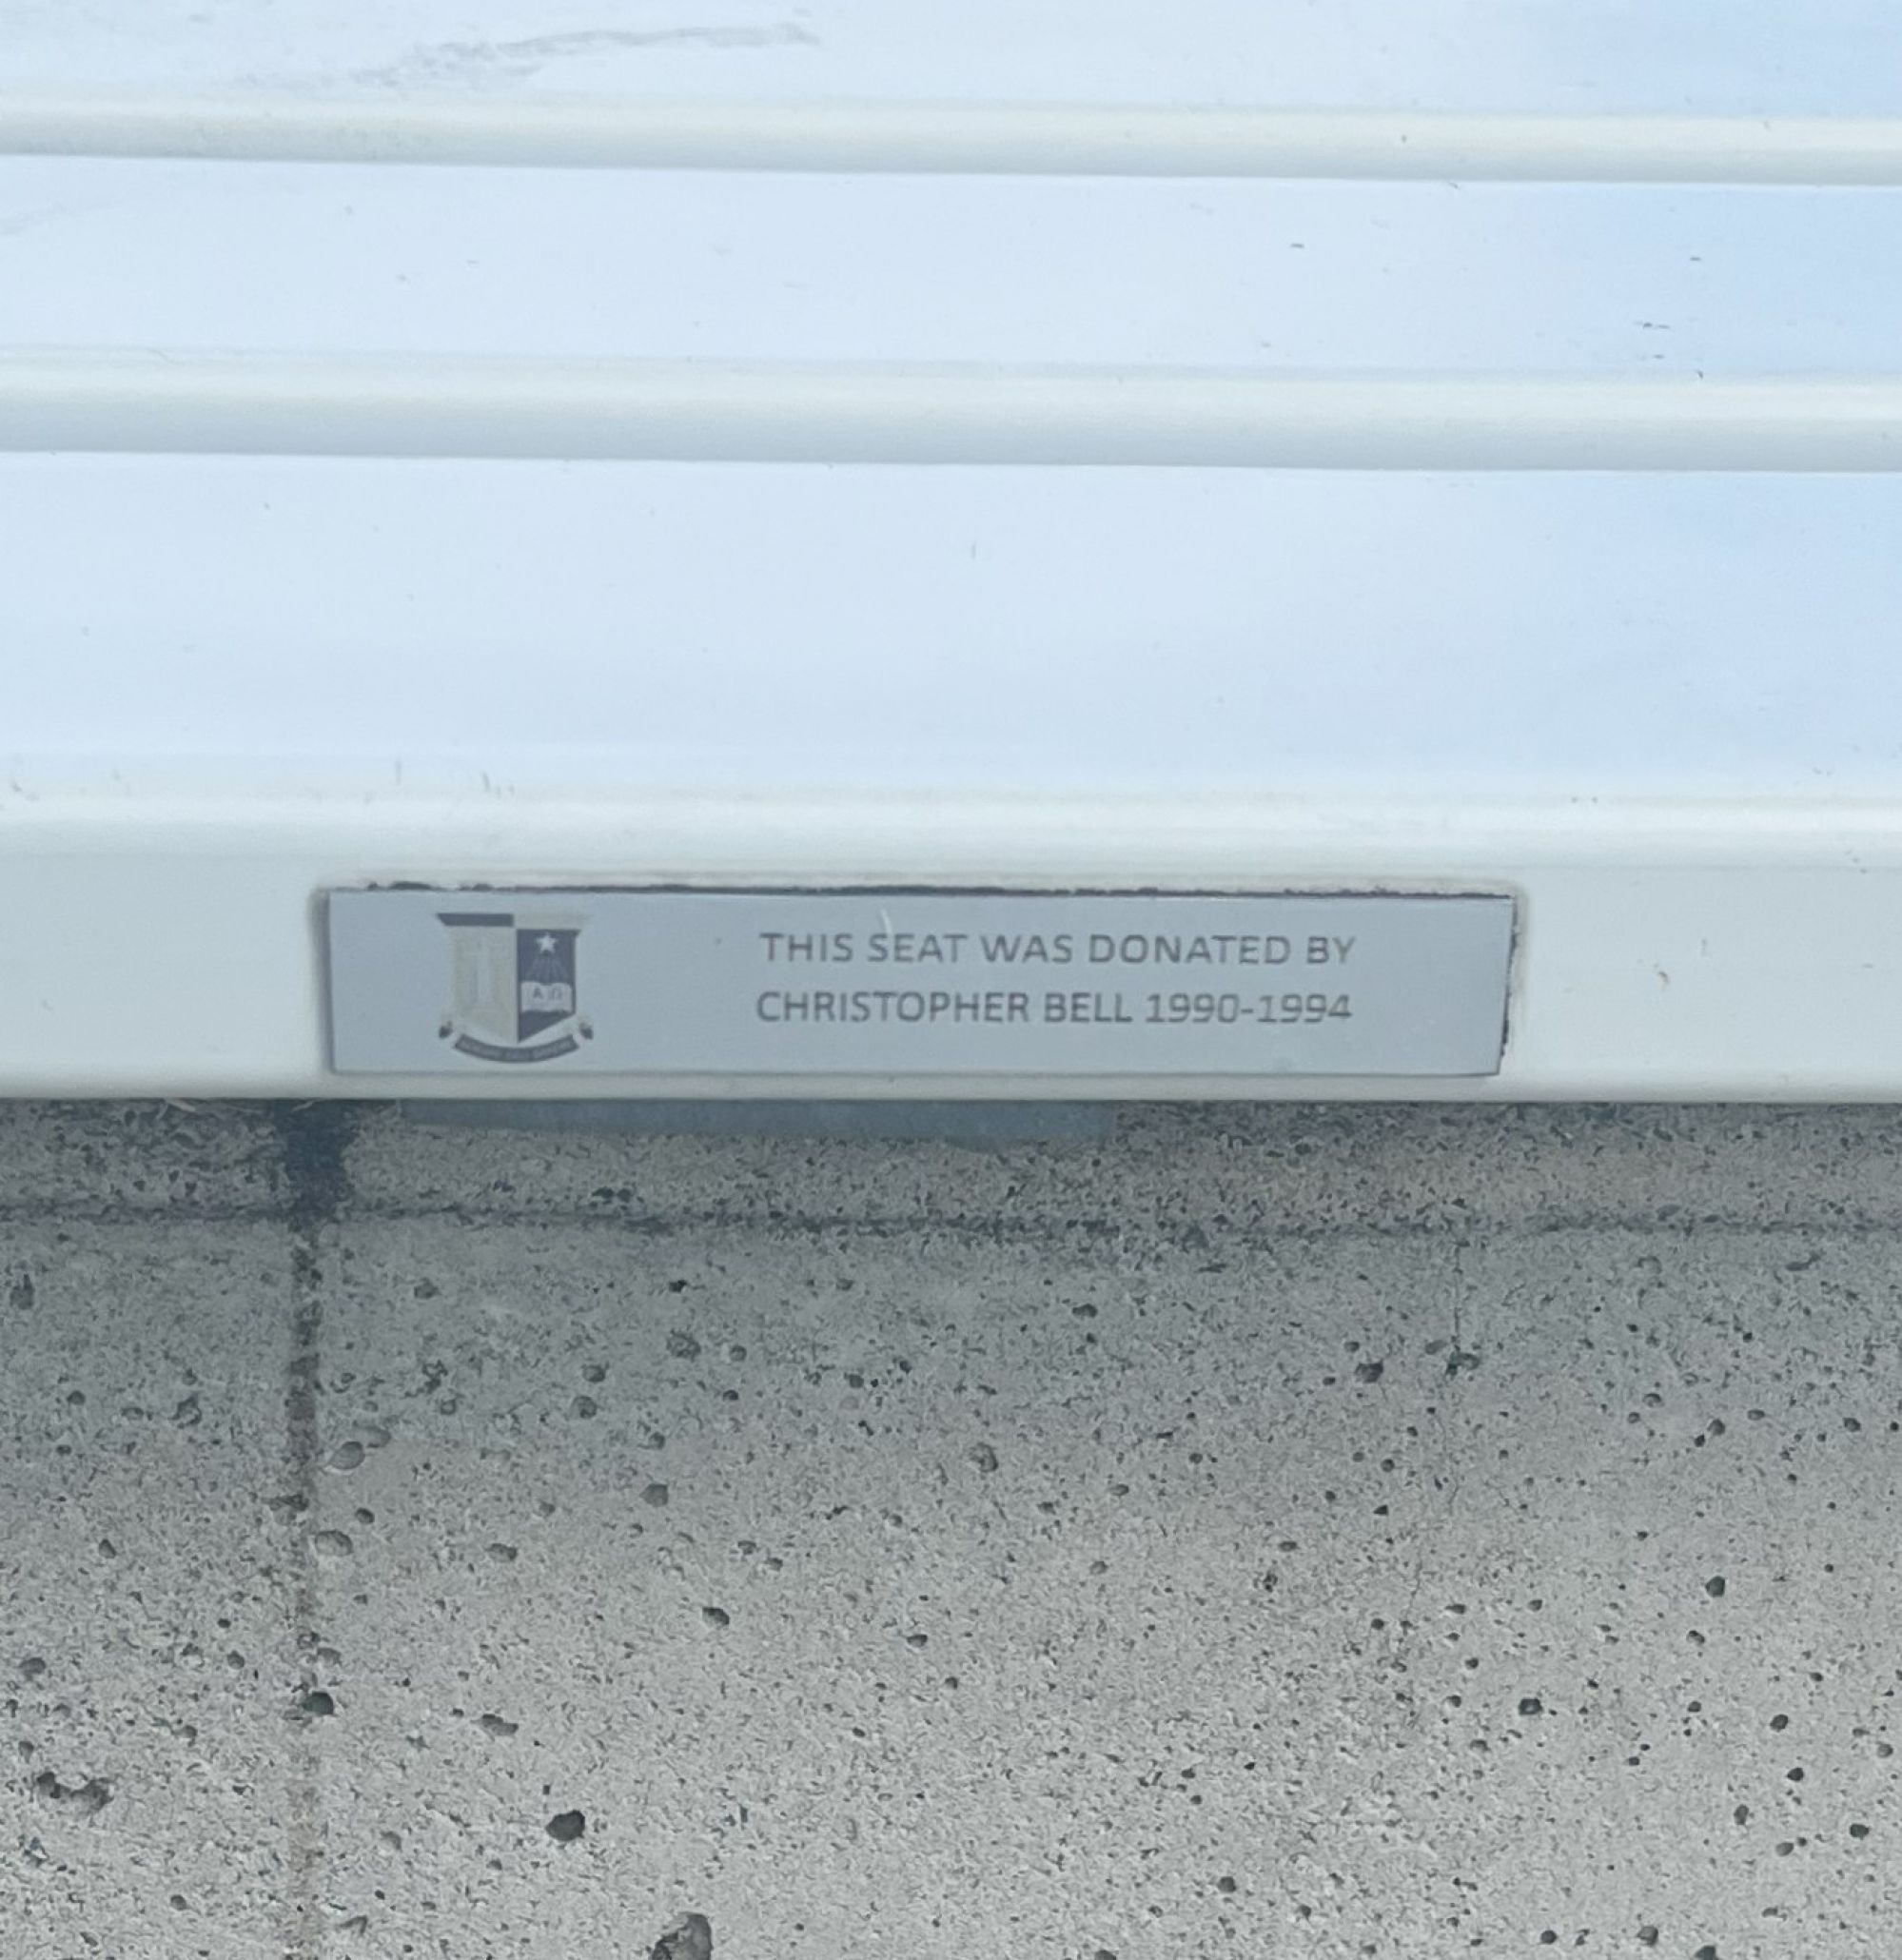 THIS SEAT WAS DONATED BY
CHRISTOPHER BELL 1990-1994
Α Ω